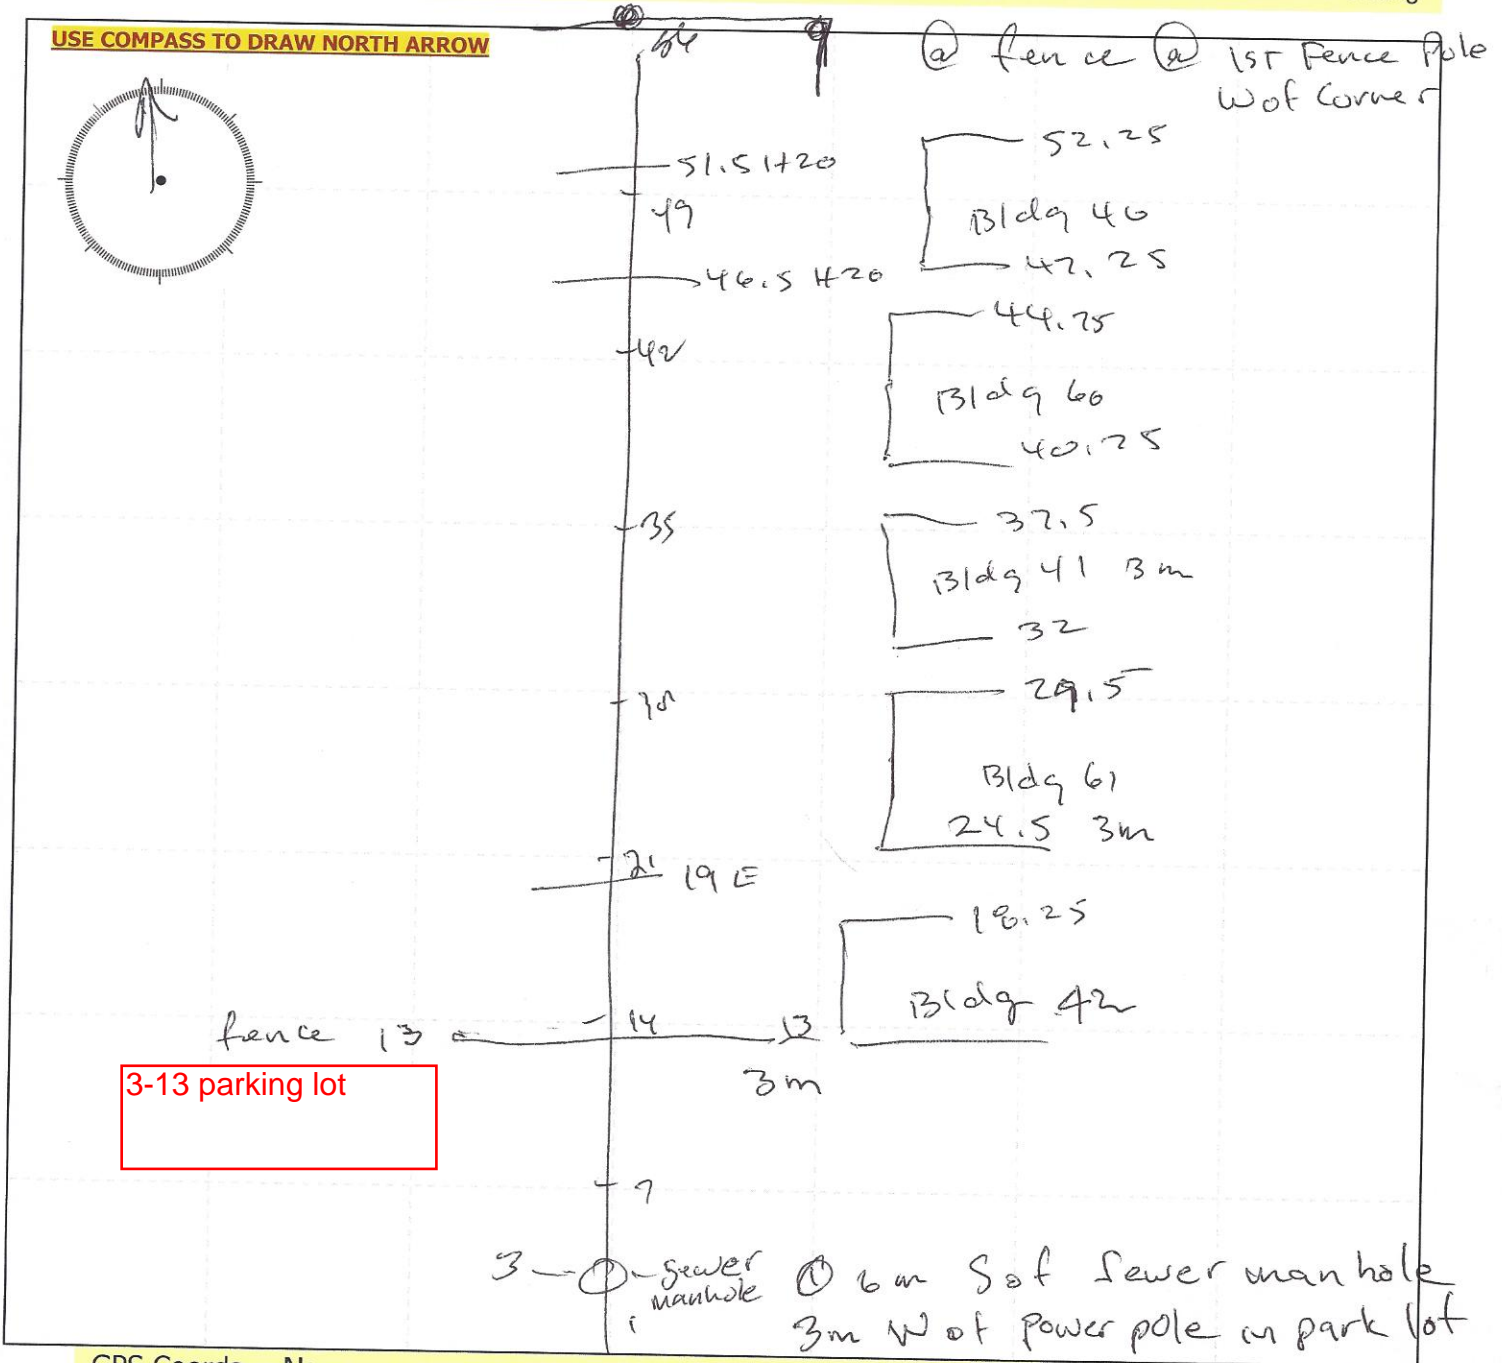 USE COMPASS TO DRAW NORTH ARROW
56
@ fence @ 1st Fence Pole
W of Corner
52.25
51.5 H20
49
Bldg 40
47.25
46.5 H20
44.75
42
Bldg 60
40.25
37.5
35
Bldg 41 3m
32
29.5
Bldg 61
24.5 3m
21
19 E
18.25
Bldg 42
14
fence 13
13
3m
3-13 parking lot
7
3
sewer
manhole
① 6m S of Sewer manhole
1
3m W of Power pole in park lot